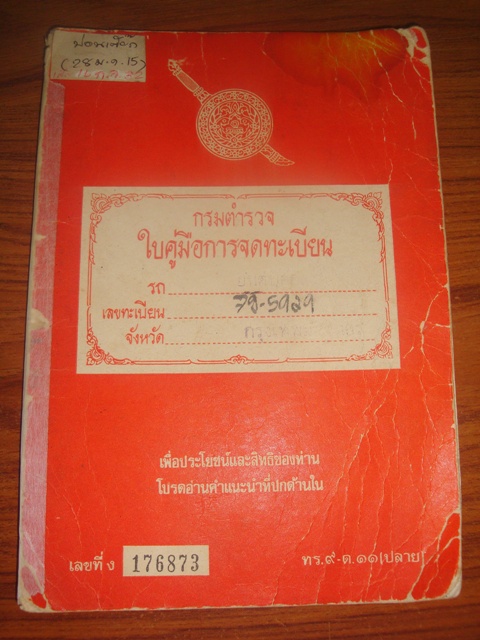 (28 ม.ค. 15)
กรมตำรวจ
ใบคู่มือการจดทะเบียน
รถ
เลขทะเบียน
จังหวัด
เพื่อประโยชน์และสิทธิของท่าน
โปรดอ่านคำแนะนำที่ปกด้านใน
เลขที่ ง 176873
ทร.๙-ต.๑๑(ปลาย)